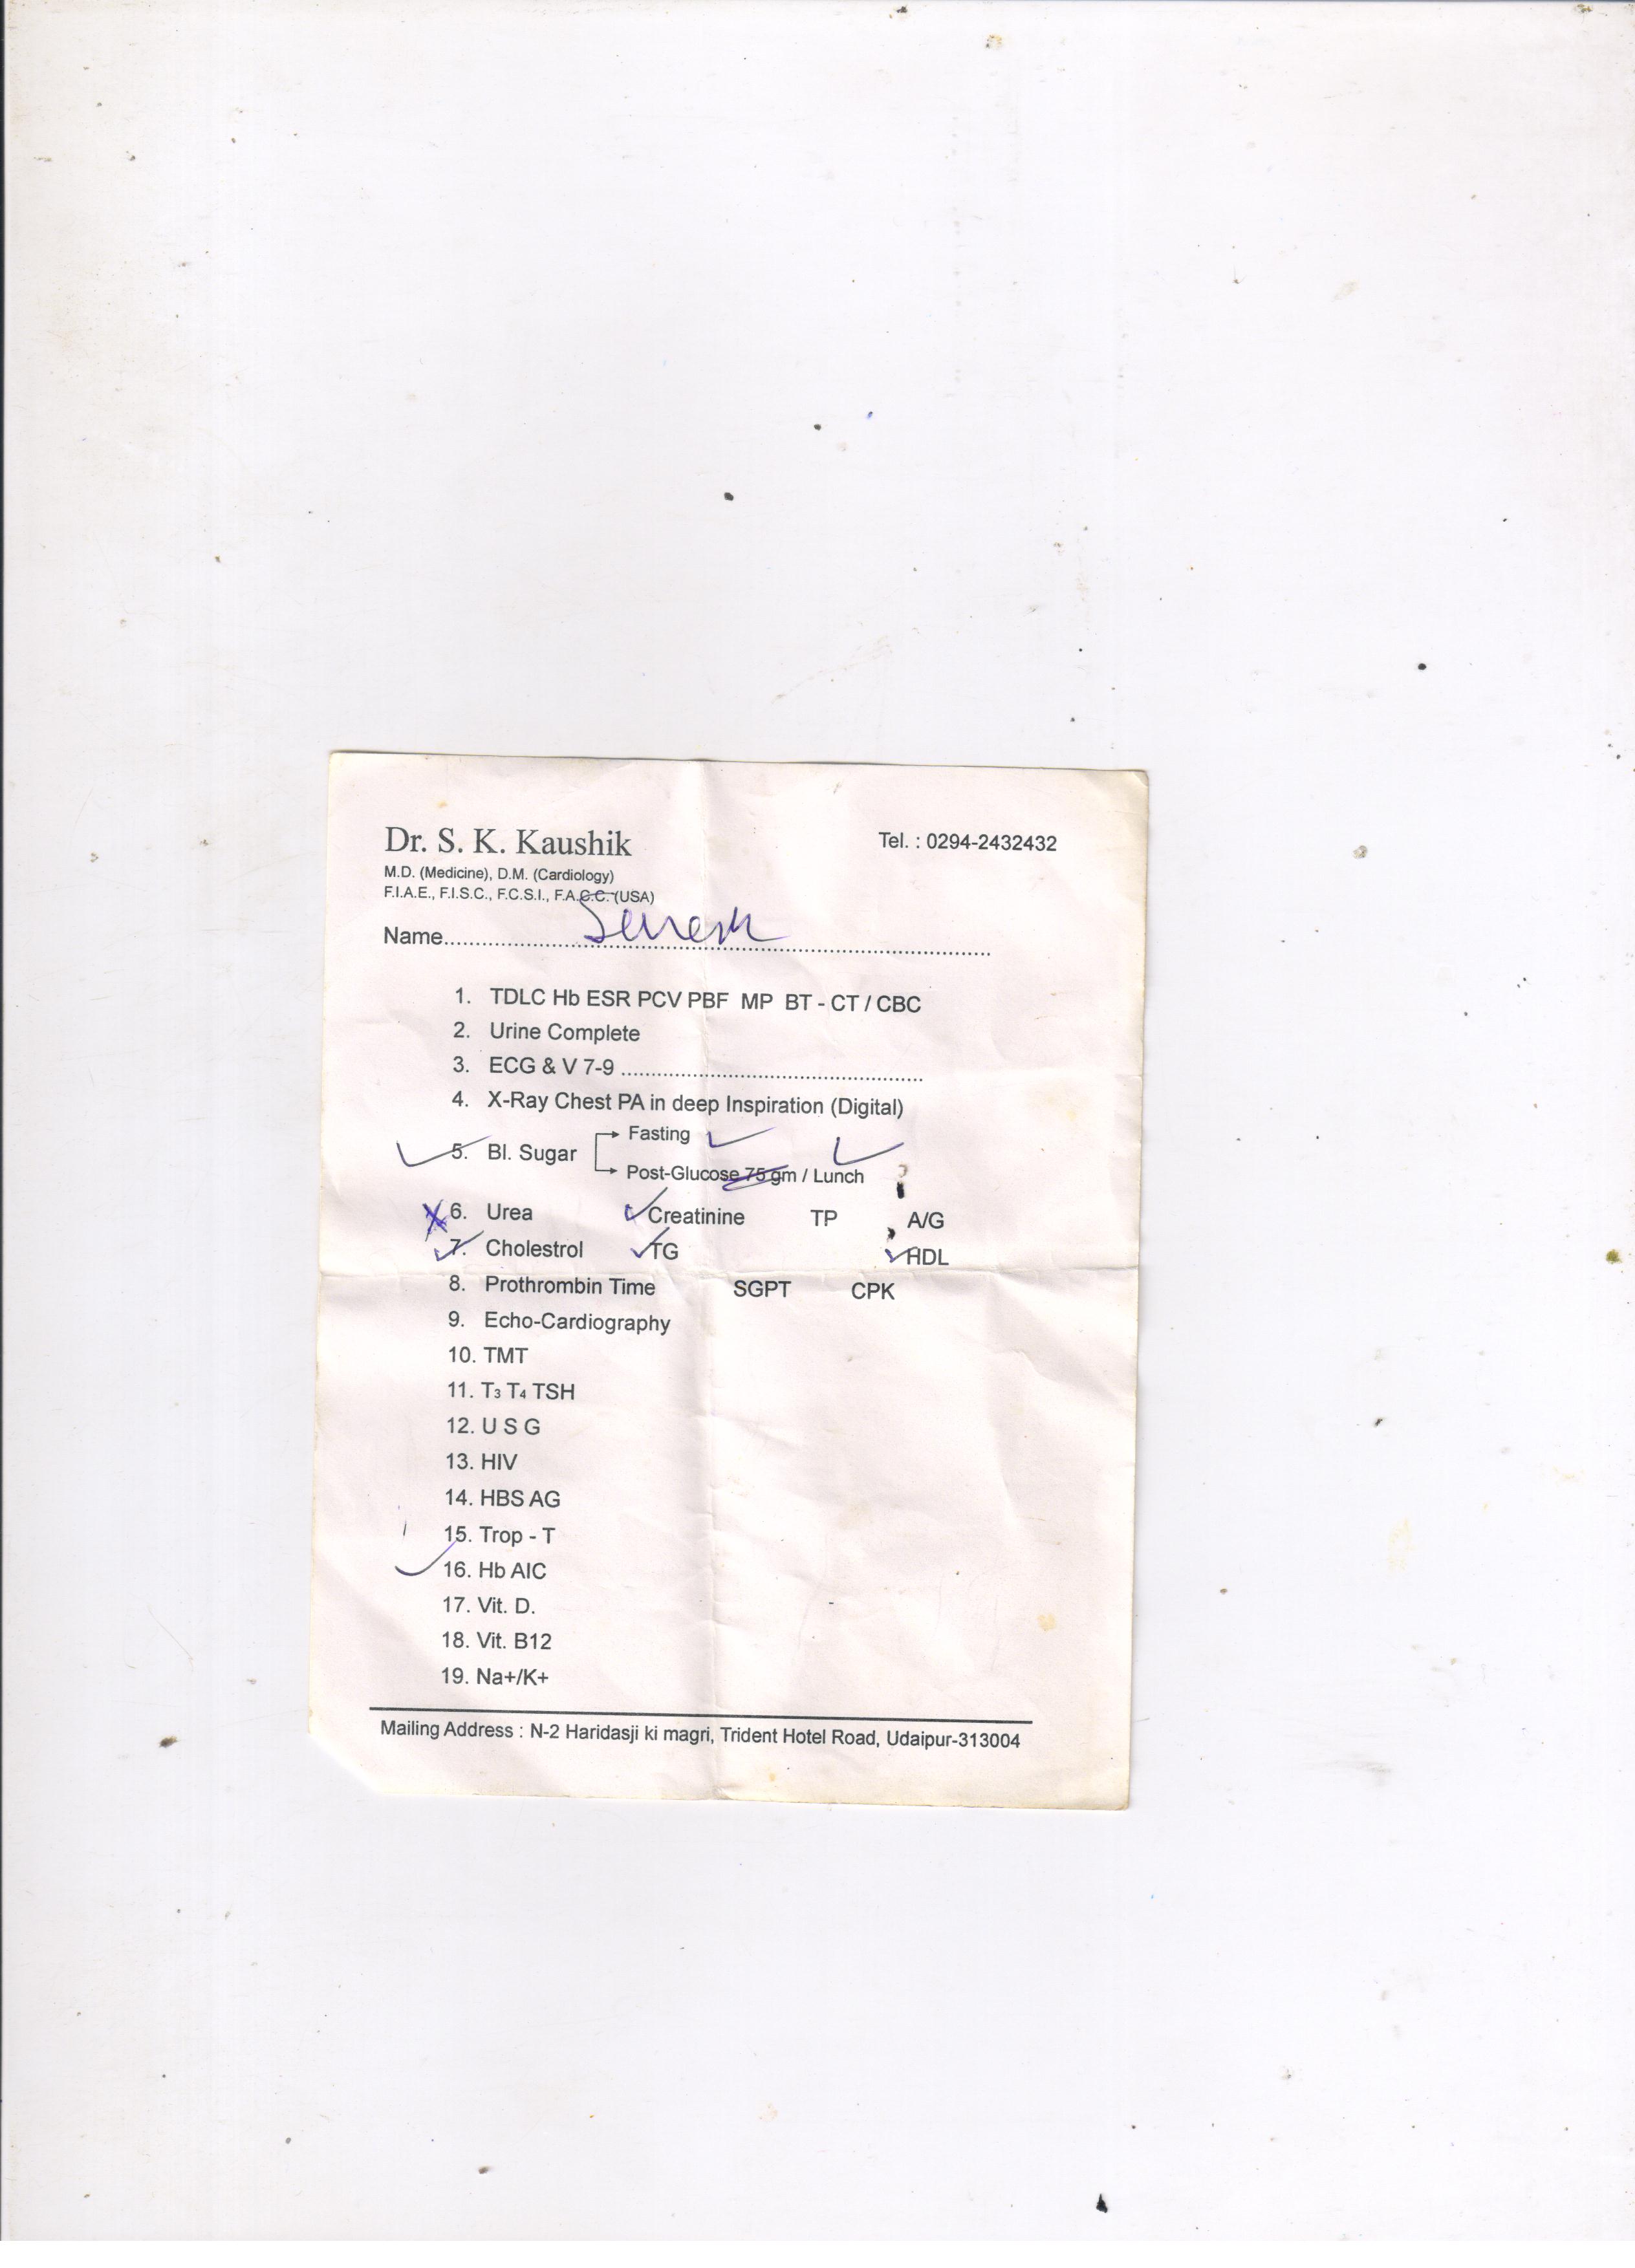 Dr. S. K. Kaushik
Tel. : 0294-2432432
M.D. (Medicine), D.M. (Cardiology)
F.I.A.E., F.I.S.C., F.C.S.I., F.A.C.C. (USA)
Name.......... Suresh ..........
1. TDLC Hb ESR PCV PBF MP BT - CT / CBC
2. Urine Complete
3. ECG & V 7-9 ..........
4. X-Ray Chest PA in deep Inspiration (Digital)
✓ 5. Bl. Sugar → Fasting ✓
→ Post-Glucose 75 gm / Lunch ✓
X 6. Urea ✓ Creatinine TP A/G
✓ 7. Cholestrol ✓ TG ✓ HDL
8. Prothrombin Time SGPT CPK
9. Echo-Cardiography
10. TMT
11. T3 T4 TSH
12. U S G
13. HIV
14. HBS AG
15. Trop - T
✓ 16. Hb AIC
17. Vit. D.
18. Vit. B12
19. Na+/K+
Mailing Address : N-2 Haridasji ki magri, Trident Hotel Road, Udaipur-313004